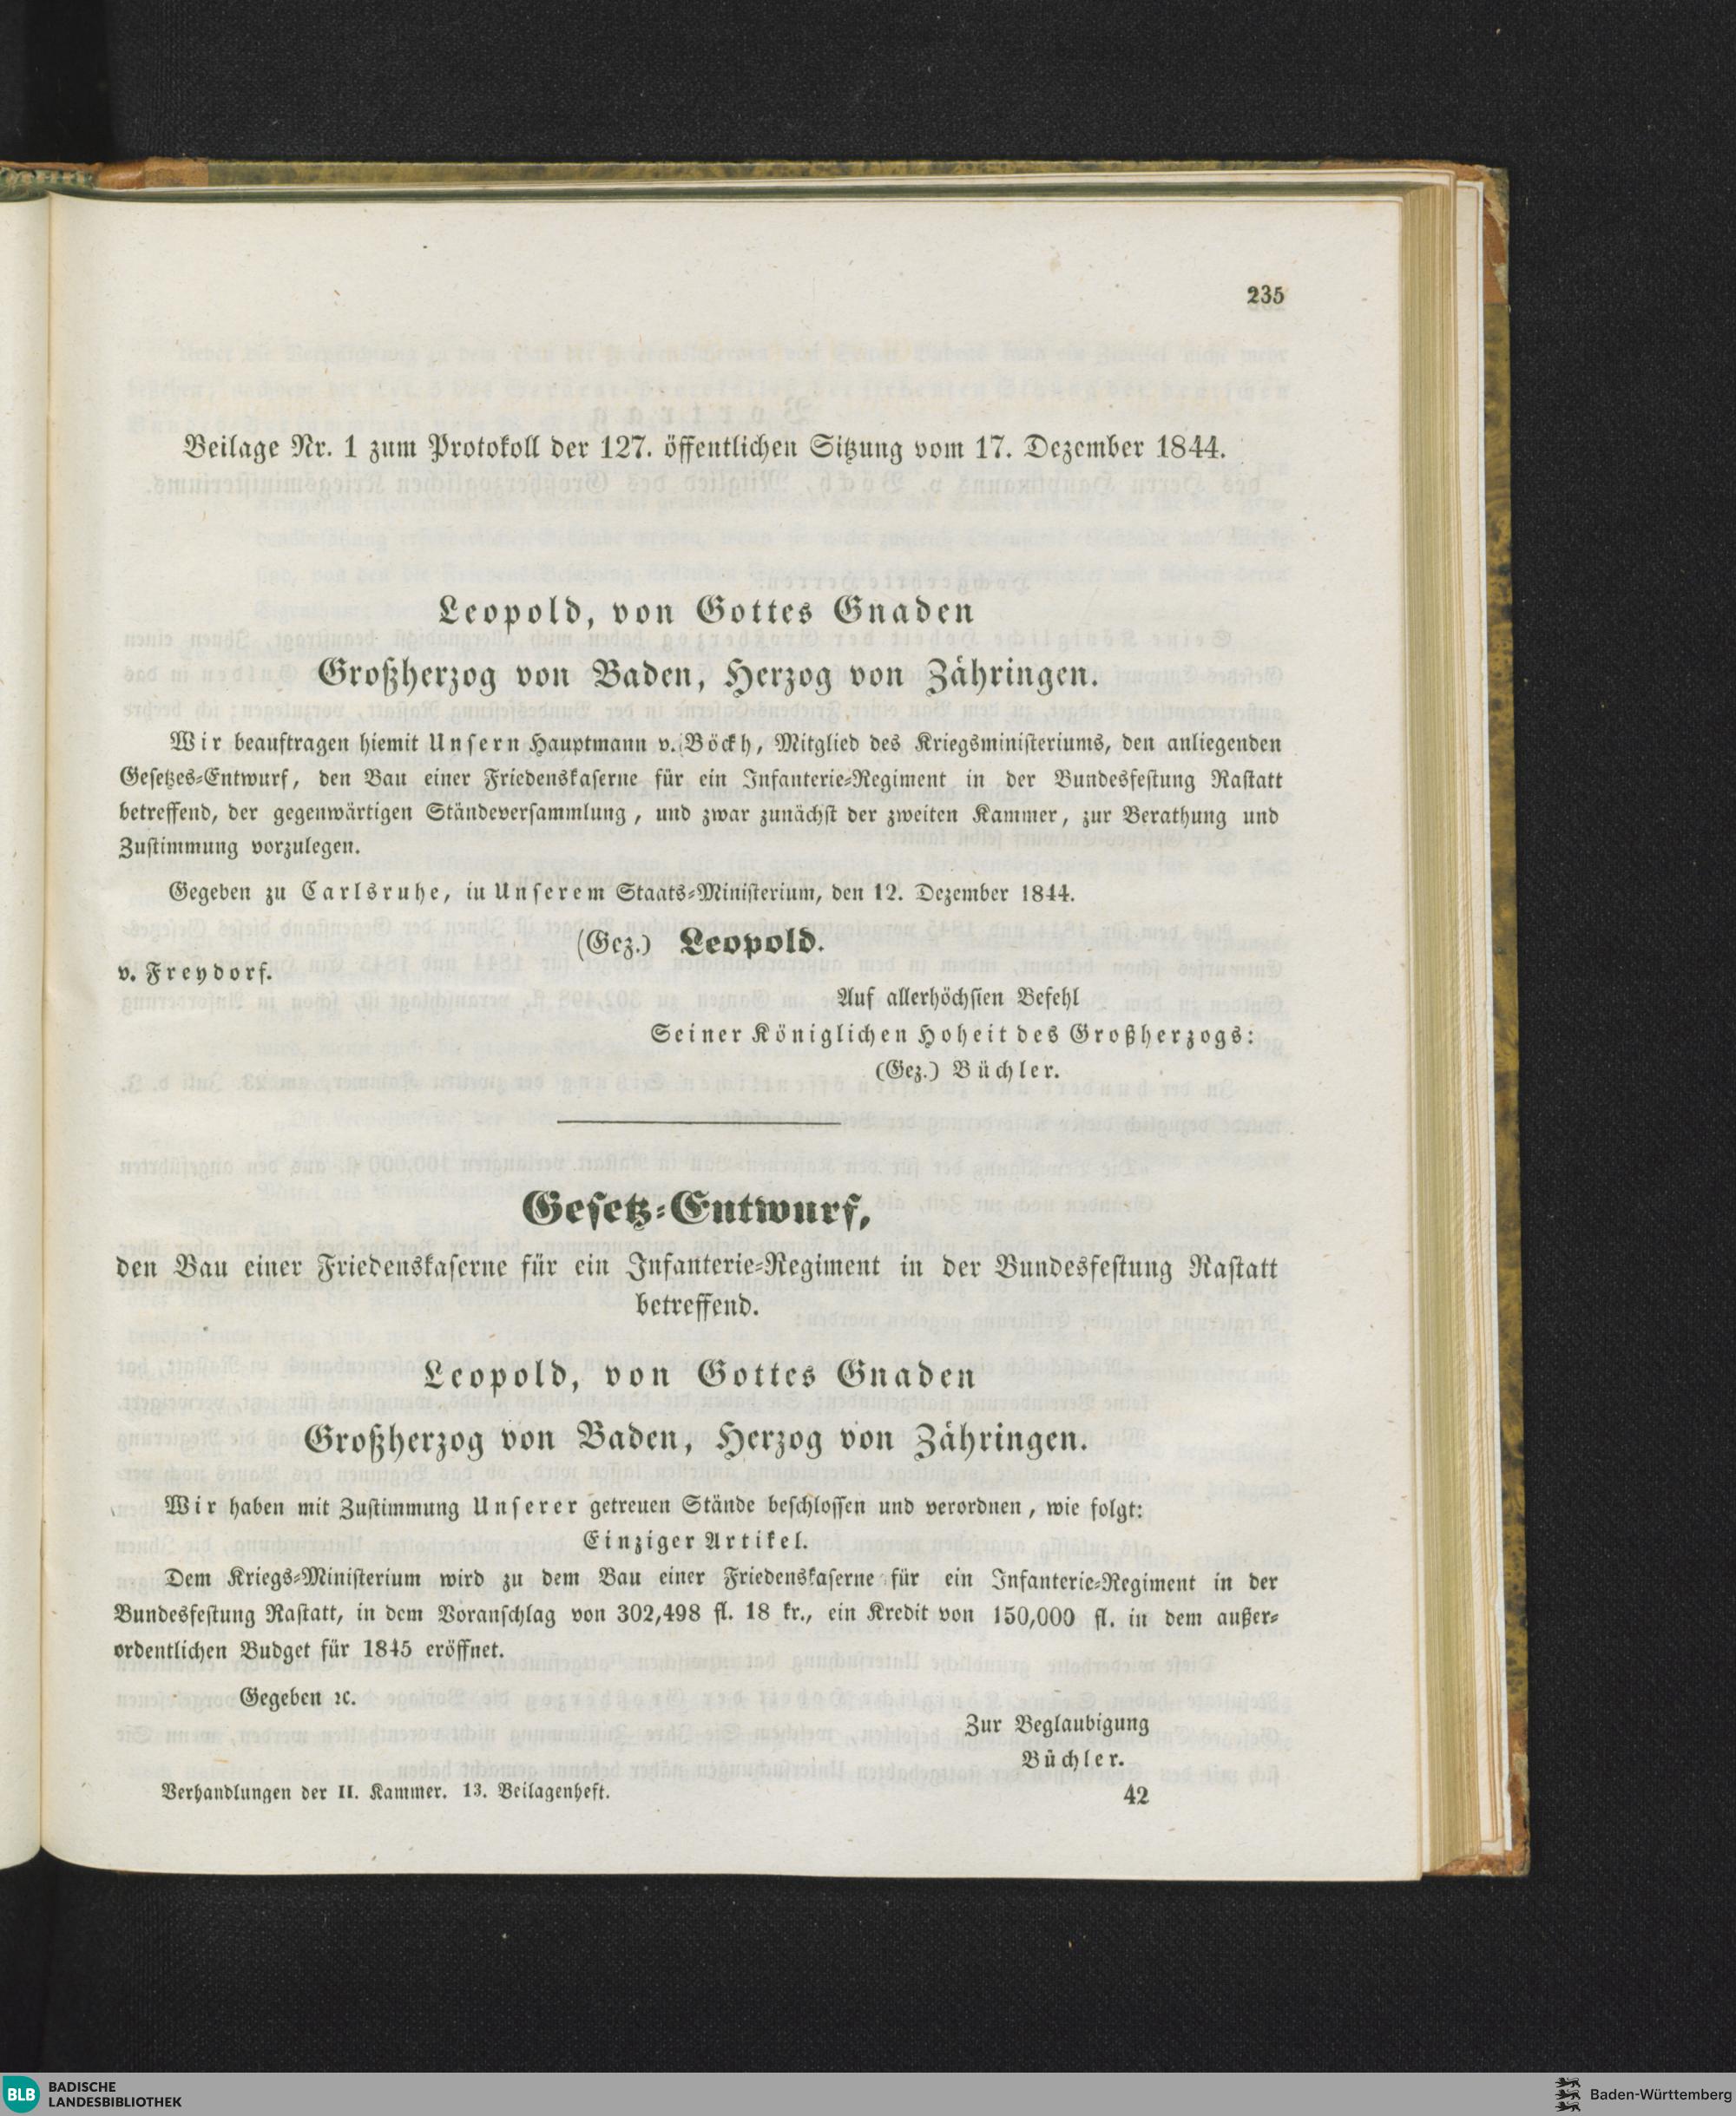 235
Beilage Nr. 1 zum Protokoll der 127. öffentlichen Sitzung vom 17. Dezember 1844.
Leopold, von Gottes Gnaden
Großherzog von Baden, Herzog von Zähringen.
Wir beauftragen hiemit Unsern Hauptmann v. Böckh, Mitglied des Kriegsministeriums, den anliegenden
Gesetzes-Entwurf, den Bau einer Friedenskaserne für ein Infanterie-Regiment in der Bundesfestung Rastatt
betreffend, der gegenwärtigen Ständeversammlung, und zwar zunächst der zweiten Kammer, zur Berathung und
Zustimmung vorzulegen.
Gegeben zu Carlsruhe, in Unserem Staats-Ministerium, den 12. Dezember 1844.
(Gez.) Leopold.
v. Freydorf.
Auf allerhöchsten Befehl
Seiner Königlichen Hoheit des Großherzogs:
(Gez.) Büchler.
Gesetz-Entwurf,
den Bau einer Friedenskaserne für ein Infanterie-Regiment in der Bundesfestung Rastatt
betreffend.
Leopold, von Gottes Gnaden
Großherzog von Baden, Herzog von Zähringen.
Wir haben mit Zustimmung Unserer getreuen Stände beschlossen und verordnen, wie folgt:
Einziger Artikel.
Dem Kriegs-Ministerium wird zu dem Bau einer Friedenskaserne für ein Infanterie-Regiment in der
Bundesfestung Rastatt, in dem Voranschlag von 302,498 fl. 18 kr., ein Kredit von 150,000 fl. in dem außer-
ordentlichen Budget für 1845 eröffnet.
Gegeben ꝛc.
Zur Beglaubigung
Büchler.
Verhandlungen der II. Kammer. 13. Beilagenheft.
42
BLB BADISCHE
LANDESBIBLIOTHEK
Baden-Württemberg